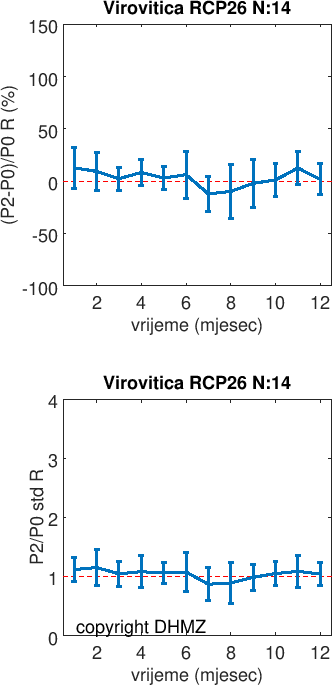 Virovitica RCP26 N:14
150
100
50
0
-50
-100
(P2-P0)/P0 R (%)
2 4 6 8 10 12
vrijeme (mjesec)
Virovitica RCP26 N:14
4
3
2
1
0
P2/P0 std R
copyright DHMZ
2 4 6 8 10 12
vrijeme (mjesec)